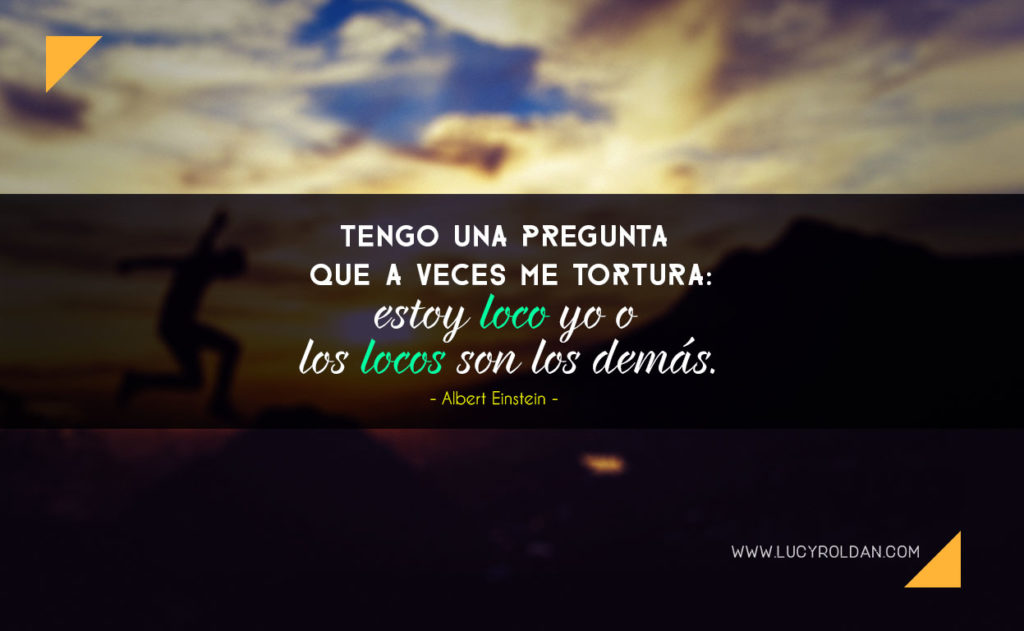 TENGO UNA PREGUNTA
QUE A VECES ME TORTURA:
estoy loco yo o
los locos son los demás.
- Albert Einstein -
WWW.LUCYROLDAN.COM